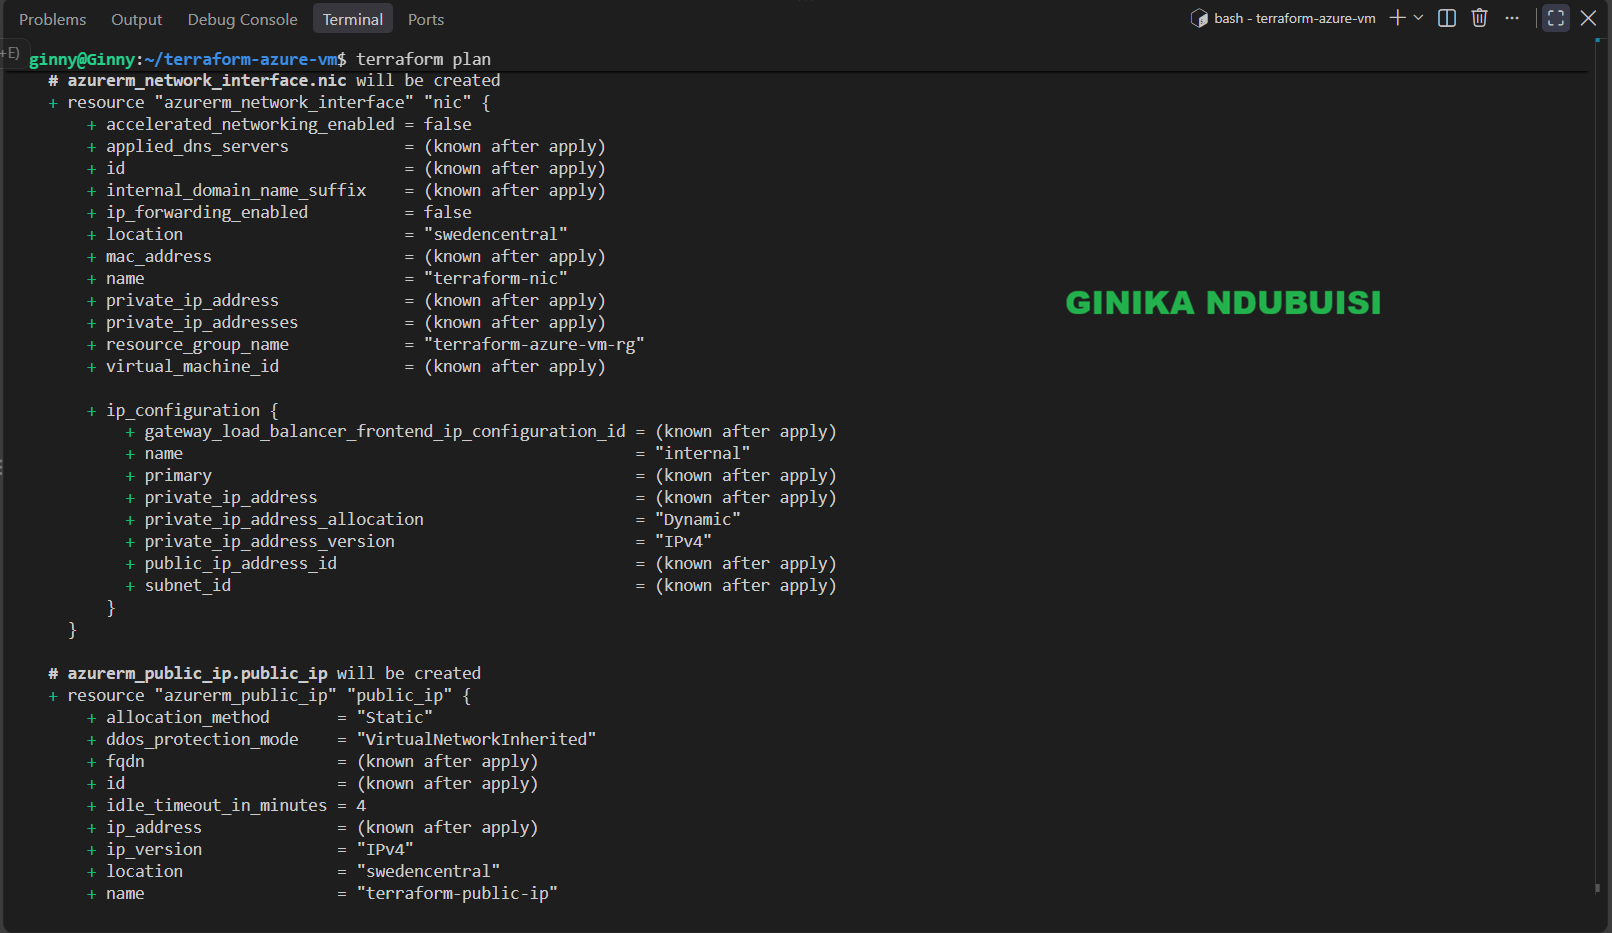 Problems Output Debug Console Terminal Ports bash - terraform-azure-vm
+E)
ginny@Ginny:~/terraform-azure-vm$ terraform plan
# azurerm_network_interface.nic will be created
+ resource "azurerm_network_interface" "nic" {
+ accelerated_networking_enabled = false
+ applied_dns_servers = (known after apply)
+ id = (known after apply)
+ internal_domain_name_suffix = (known after apply)
+ ip_forwarding_enabled = false
+ location = "swedencentral"
+ mac_address = (known after apply)
+ name = "terraform-nic"
+ private_ip_address = (known after apply)
+ private_ip_addresses = (known after apply)
+ resource_group_name = "terraform-azure-vm-rg"
+ virtual_machine_id = (known after apply)
GINIKA NDUBUISI
+ ip_configuration {
+ gateway_load_balancer_frontend_ip_configuration_id = (known after apply)
+ name = "internal"
+ primary = (known after apply)
+ private_ip_address = (known after apply)
+ private_ip_address_allocation = "Dynamic"
+ private_ip_address_version = "IPv4"
+ public_ip_address_id = (known after apply)
+ subnet_id = (known after apply)
}
}
# azurerm_public_ip.public_ip will be created
+ resource "azurerm_public_ip" "public_ip" {
+ allocation_method = "Static"
+ ddos_protection_mode = "VirtualNetworkInherited"
+ fqdn = (known after apply)
+ id = (known after apply)
+ idle_timeout_in_minutes = 4
+ ip_address = (known after apply)
+ ip_version = "IPv4"
+ location = "swedencentral"
+ name = "terraform-public-ip"